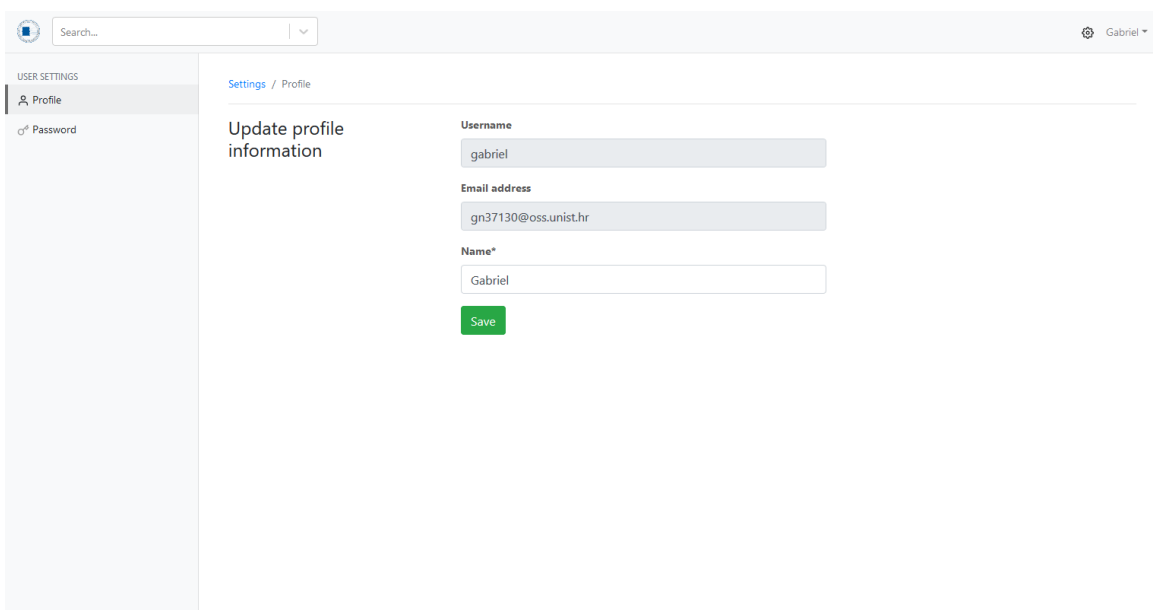 Search...
Gabriel
USER SETTINGS
Profile
Password
Settings / Profile
Update profile
information
Username
gabriel
Email address
gn37130@oss.unist.hr
Name*
Gabriel
Save